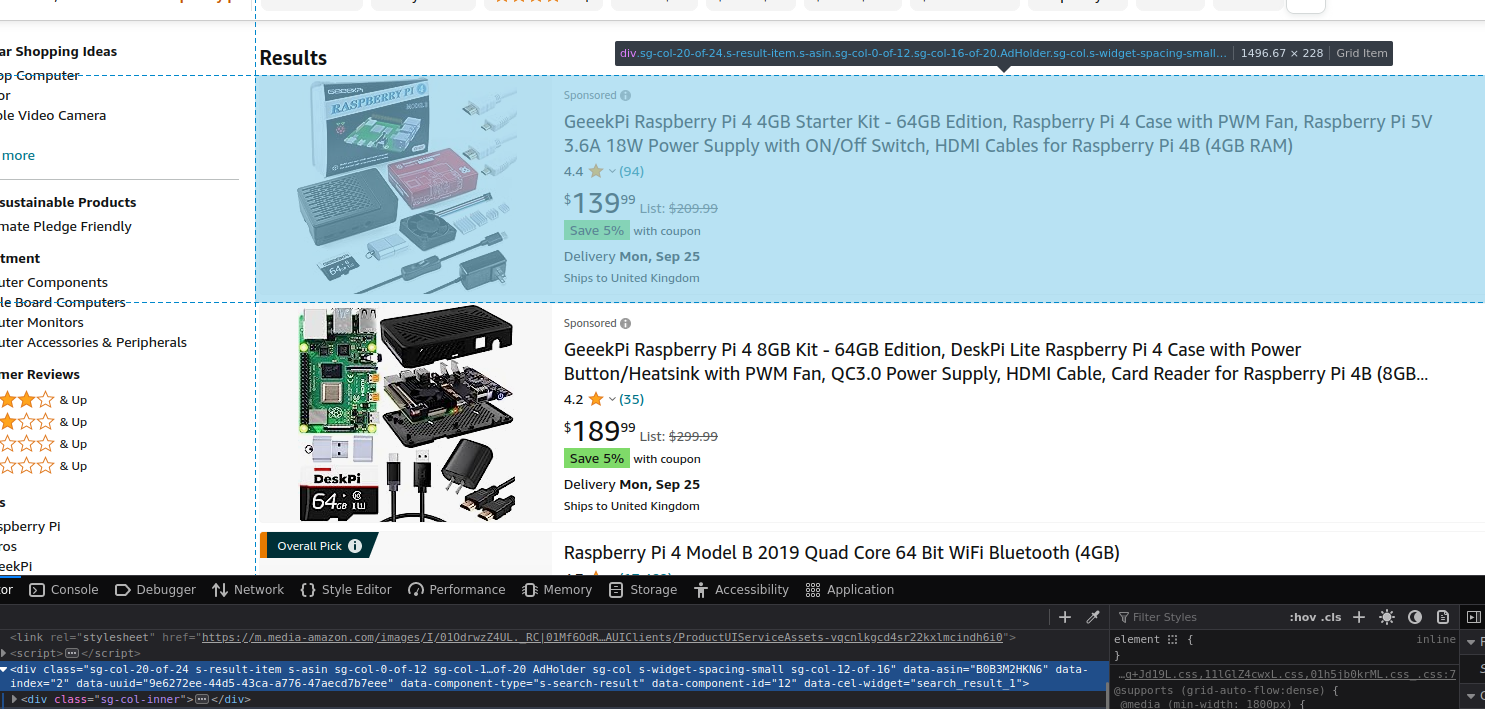 ar Shopping Ideas
op Computer
or
ple Video Camera
more
sustainable Products
mate Pledge Friendly
tment
uter Components
le Board Computers
uter Monitors
uter Accessories & Peripherals
mer Reviews
& Up
& Up
& Up
& Up
s
spberry Pi
ros
eekPi
Results
div.sg-col-20-of-24.s-result-item.s-asin.sg-col-0-of-12.sg-col-16-of-20.AdHolder.sg-col.s-widget-spacing-small… 1496.67 × 228 Grid Item
GEEEKPI
RASPBERRY PI
64
Sponsored
GeeekPi Raspberry Pi 4 4GB Starter Kit - 64GB Edition, Raspberry Pi 4 Case with PWM Fan, Raspberry Pi 5V
3.6A 18W Power Supply with ON/Off Switch, HDMI Cables for Raspberry Pi 4B (4GB RAM)
4.4 (94)
$139 99 List: $209.99
Save 5% with coupon
Delivery Mon, Sep 25
Ships to United Kingdom
DeskPi
64GB
Sponsored
GeeekPi Raspberry Pi 4 8GB Kit - 64GB Edition, DeskPi Lite Raspberry Pi 4 Case with Power
Button/Heatsink with PWM Fan, QC3.0 Power Supply, HDMI Cable, Card Reader for Raspberry Pi 4B (8GB...
4.2 (35)
$189 99 List: $299.99
Save 5% with coupon
Delivery Mon, Sep 25
Ships to United Kingdom
Overall Pick
Raspberry Pi 4 Model B 2019 Quad Core 64 Bit WiFi Bluetooth (4GB)
or Console Debugger Network Style Editor Performance Memory Storage Accessibility Application
<link rel="stylesheet" href="https://m.media-amazon.com/images/I/01OdrwzZ4UL._RC|01Mf6OdR…AUIClients/ProductUIServiceAssets-vqcnlkgcd4sr22kxlmcindh6i0">
<script></script>
<div class="sg-col-20-of-24 s-result-item s-asin sg-col-0-of-12 sg-col-1…of-20 AdHolder sg-col s-widget-spacing-small sg-col-12-of-16" data-asin="B0B3M2HKN6" data-
index="2" data-uuid="9e6272ee-44d5-43ca-a776-47aecd7b7eee" data-component-type="s-search-result" data-component-id="12" data-cel-widget="search_result_1">
<div class="sg-col-inner"></div>
Filter Styles :hov .cls
element { inline
}
…g+Jd19L.css,11lGlZ4cwxL.css,01h5jb0krML.css_.css:7
@supports (grid-auto-flow:dense) {
@media (min-width: 1800px) {